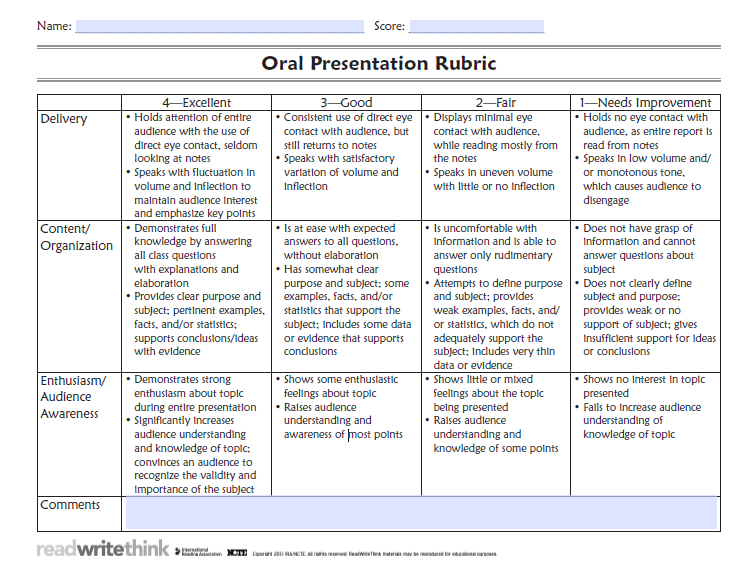 Name:
Score:
Oral Presentation Rubric
4—Excellent
3—Good
2—Fair
1—Needs Improvement
Delivery
• Holds attention of entire
audience with the use of
direct eye contact, seldom
looking at notes
• Speaks with fluctuation in
volume and inflection to
maintain audience interest
and emphasize key points
• Consistent use of direct eye
contact with audience, but
still returns to notes
• Speaks with satisfactory
variation of volume and
inflection
• Displays minimal eye
contact with audience,
while reading mostly from
the notes
• Speaks in uneven volume
with little or no inflection
• Holds no eye contact with
audience, as entire report is
read from notes
• Speaks in low volume and/
or monotonous tone,
which causes audience to
disengage
Content/
Organization
• Demonstrates full
knowledge by answering
all class questions
with explanations and
elaboration
• Provides clear purpose and
subject; pertinent examples,
facts, and/or statistics;
supports conclusions/ideas
with evidence
• Is at ease with expected
answers to all questions,
without elaboration
• Has somewhat clear
purpose and subject; some
examples, facts, and/or
statistics that support the
subject; includes some data
or evidence that supports
conclusions
• Is uncomfortable with
information and is able to
answer only rudimentary
questions
• Attempts to define purpose
and subject; provides
weak examples, facts, and/
or statistics, which do not
adequately support the
subject; includes very thin
data or evidence
• Does not have grasp of
information and cannot
answer questions about
subject
• Does not clearly define
subject and purpose;
provides weak or no
support of subject; gives
insufficient support for ideas
or conclusions
Enthusiasm/
Audience
Awareness
• Demonstrates strong
enthusiasm about topic
during entire presentation
• Significantly increases
audience understanding
and knowledge of topic;
convinces an audience to
recognize the validity and
importance of the subject
• Shows some enthusiastic
feelings about topic
• Raises audience
understanding and
awareness of most points
• Shows little or mixed
feelings about the topic
being presented
• Raises audience
understanding and
knowledge of some points
• Shows no interest in topic
presented
• Fails to increase audience
understanding of
knowledge of topic
Comments
readwritethink
International
Reading Association
NCTE
Copyright 2013 IRA/NCTE. All rights reserved. ReadWriteThink materials may be reproduced for educational purposes.